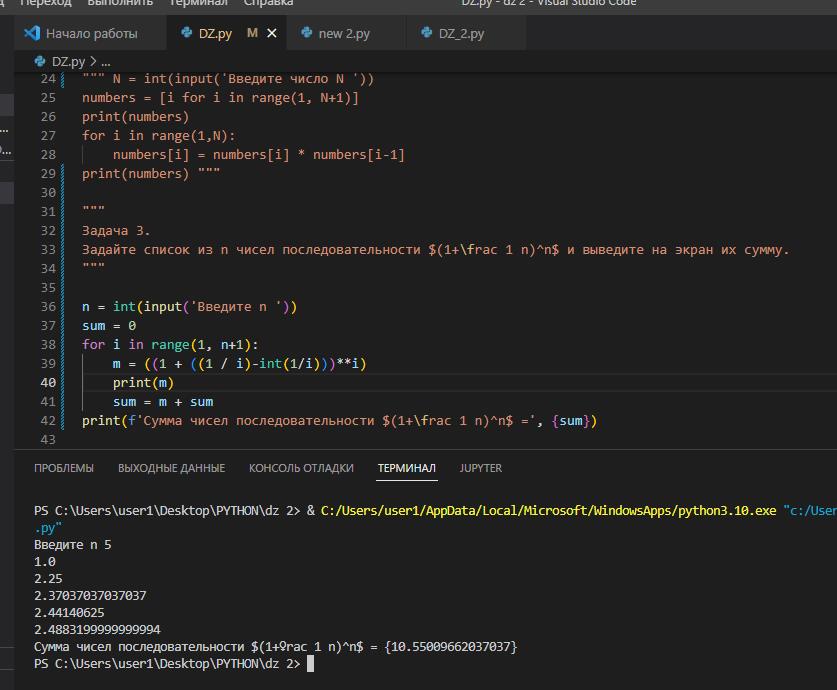 Переход Выполнить Терминал Справка DZ.py - dz 2 - Visual Studio Code
Начало работы DZ.py M × new 2.py DZ_2.py
DZ.py > ...
24 """ N = int(input('Введите число N '))
25 numbers = [i for i in range(1, N+1)]
26 print(numbers)
27 for i in range(1,N):
28     numbers[i] = numbers[i] * numbers[i-1]
29 print(numbers) """
30
31 """
32 Задача 3.
33 Задайте список из n чисел последовательности $(1+\frac 1 n)^n$ и выведите на экран их сумму.
34 """
35
36 n = int(input('Введите n '))
37 sum = 0
38 for i in range(1, n+1):
39     m = ((1 + ((1 / i)-int(1/i)))**i)
40     print(m)
41     sum = m + sum
42 print(f'Сумма чисел последовательности $(1+\frac 1 n)^n$ =', {sum})
43
ПРОБЛЕМЫ ВЫХОДНЫЕ ДАННЫЕ КОНСОЛЬ ОТЛАДКИ ТЕРМИНАЛ JUPYTER
PS C:\Users\user1\Desktop\PYTHON\dz 2> & C:/Users/user1/AppData/Local/Microsoft/WindowsApps/python3.10.exe "c:/User
.py"
Введите n 5
1.0
2.25
2.37037037037037
2.44140625
2.4883199999999994
Сумма чисел последовательности $(1+♀rac 1 n)^n$ = {10.55009662037037}
PS C:\Users\user1\Desktop\PYTHON\dz 2>